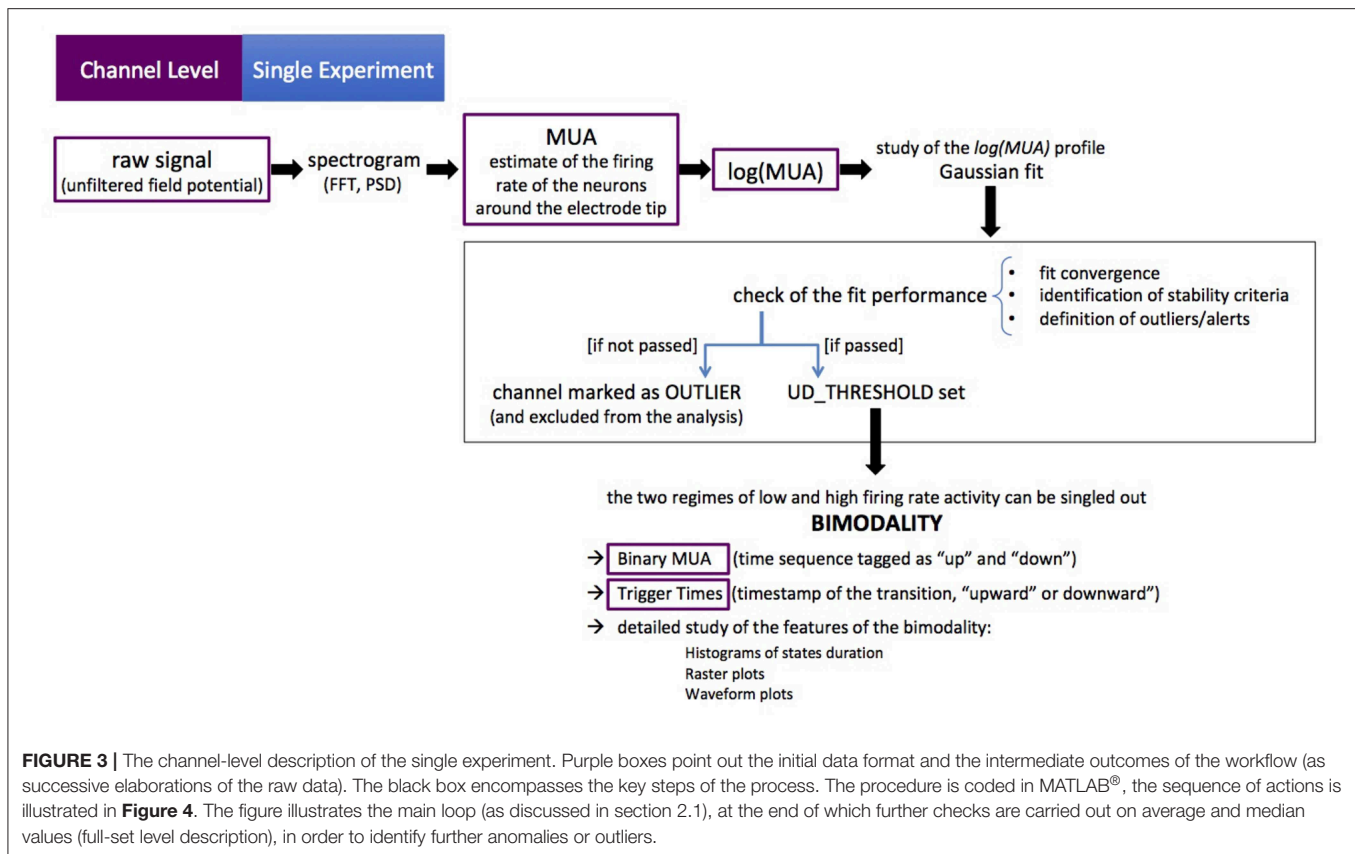 Channel Level
Single Experiment
raw signal
(unfiltered field potential)
spectrogram
(FFT, PSD)
MUA
estimate of the firing
rate of the neurons
around the electrode tip
log(MUA)
study of the log(MUA) profile
Gaussian fit
check of the fit performance
• fit convergence
• identification of stability criteria
• definition of outliers/alerts
[if not passed]
[if passed]
channel marked as OUTLIER
(and excluded from the analysis)
UD_THRESHOLD set
the two regimes of low and high firing rate activity can be singled out
BIMODALITY
→ Binary MUA (time sequence tagged as “up” and “down”)
→ Trigger Times (timestamp of the transition, “upward” or downward”)
→ detailed study of the features of the bimodality:
Histograms of states duration
Raster plots
Waveform plots
FIGURE 3 | The channel-level description of the single experiment. Purple boxes point out the initial data format and the intermediate outcomes of the workflow (as
successive elaborations of the raw data). The black box encompasses the key steps of the process. The procedure is coded in MATLAB®, the sequence of actions is
illustrated in Figure 4. The figure illustrates the main loop (as discussed in section 2.1), at the end of which further checks are carried out on average and median
values (full-set level description), in order to identify further anomalies or outliers.